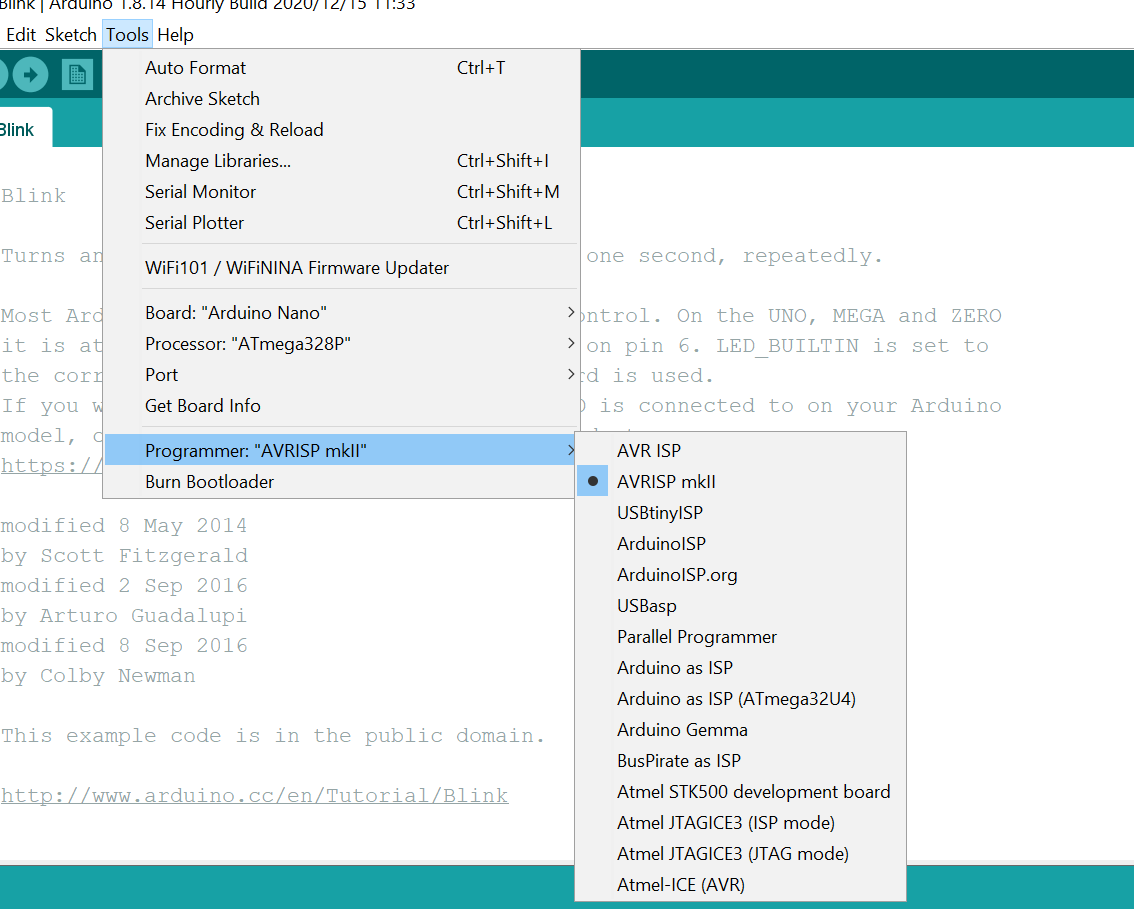 Blink | Arduino 1.8.14 Hourly Build 2020/12/15 11:33
Edit Sketch Tools Help
Auto Format Ctrl+T
Archive Sketch
Fix Encoding & Reload
Manage Libraries... Ctrl+Shift+I
Serial Monitor Ctrl+Shift+M
Serial Plotter Ctrl+Shift+L
WiFi101 / WiFiNINA Firmware Updater
Board: "Arduino Nano"
Processor: "ATmega328P"
Port
Get Board Info
Programmer: "AVRISP mkII"
Burn Bootloader
AVR ISP
AVRISP mkII
USBtinyISP
ArduinoISP
ArduinoISP.org
USBasp
Parallel Programmer
Arduino as ISP
Arduino as ISP (ATmega32U4)
Arduino Gemma
BusPirate as ISP
Atmel STK500 development board
Atmel JTAGICE3 (ISP mode)
Atmel JTAGICE3 (JTAG mode)
Atmel-ICE (AVR)
Blink
Blink
Turns an one second, repeatedly.
Most Ard ontrol. On the UNO, MEGA and ZERO
it is at on pin 6. LED_BUILTIN is set to
the corr rd is used.
If you w is connected to on your Arduino
model,
https://
modified 8 May 2014
by Scott Fitzgerald
modified 2 Sep 2016
by Arturo Guadalupi
modified 8 Sep 2016
by Colby Newman
This example code is in the public domain.
http://www.arduino.cc/en/Tutorial/Blink